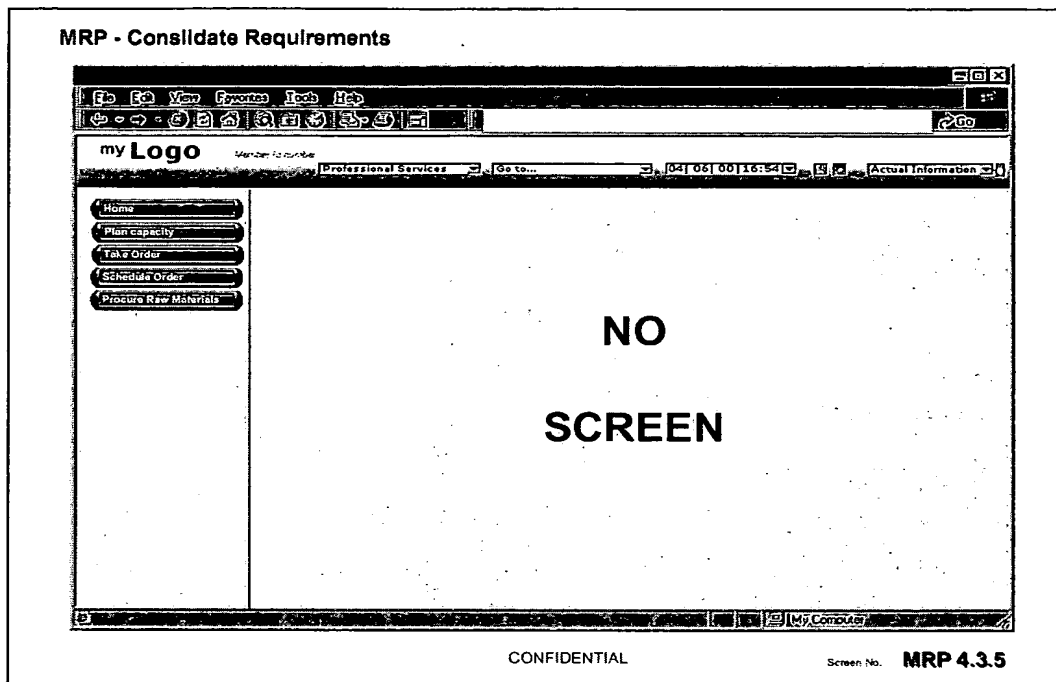 MRP - Conslidate Requirements
File Edit View Favorites Tools Help
Go
my Logo
Professional Services Go to... 04| 06| 00|16:54 Actual Information
Home
Plan capacity
Take Order
Schedule Order
Procure Raw Materials
NO
SCREEN
My Computer
CONFIDENTIAL Screen No. MRP 4.3.5